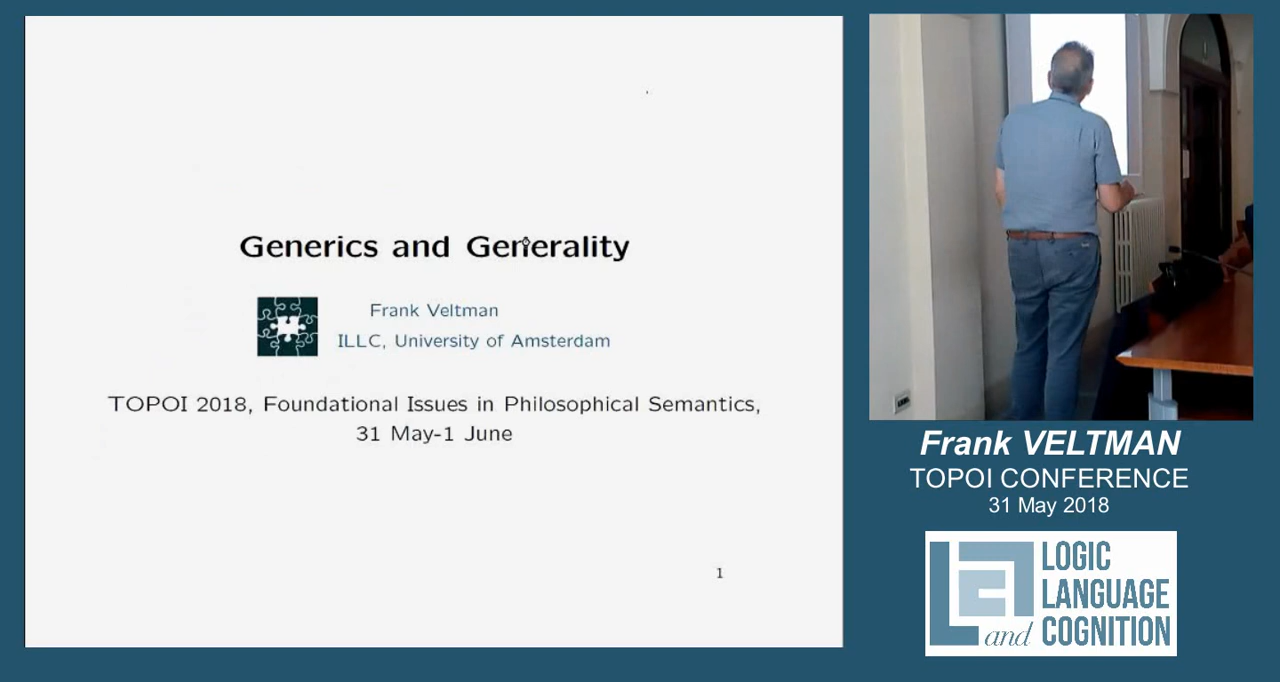 Generics and Generality
Frank Veltman
ILLC, University of Amsterdam
TOPOI 2018, Foundational Issues in Philosophical Semantics,
31 May-1 June
1
Frank VELTMAN
TOPOI CONFERENCE
31 May 2018
LOGIC
LANGUAGE
and COGNITION